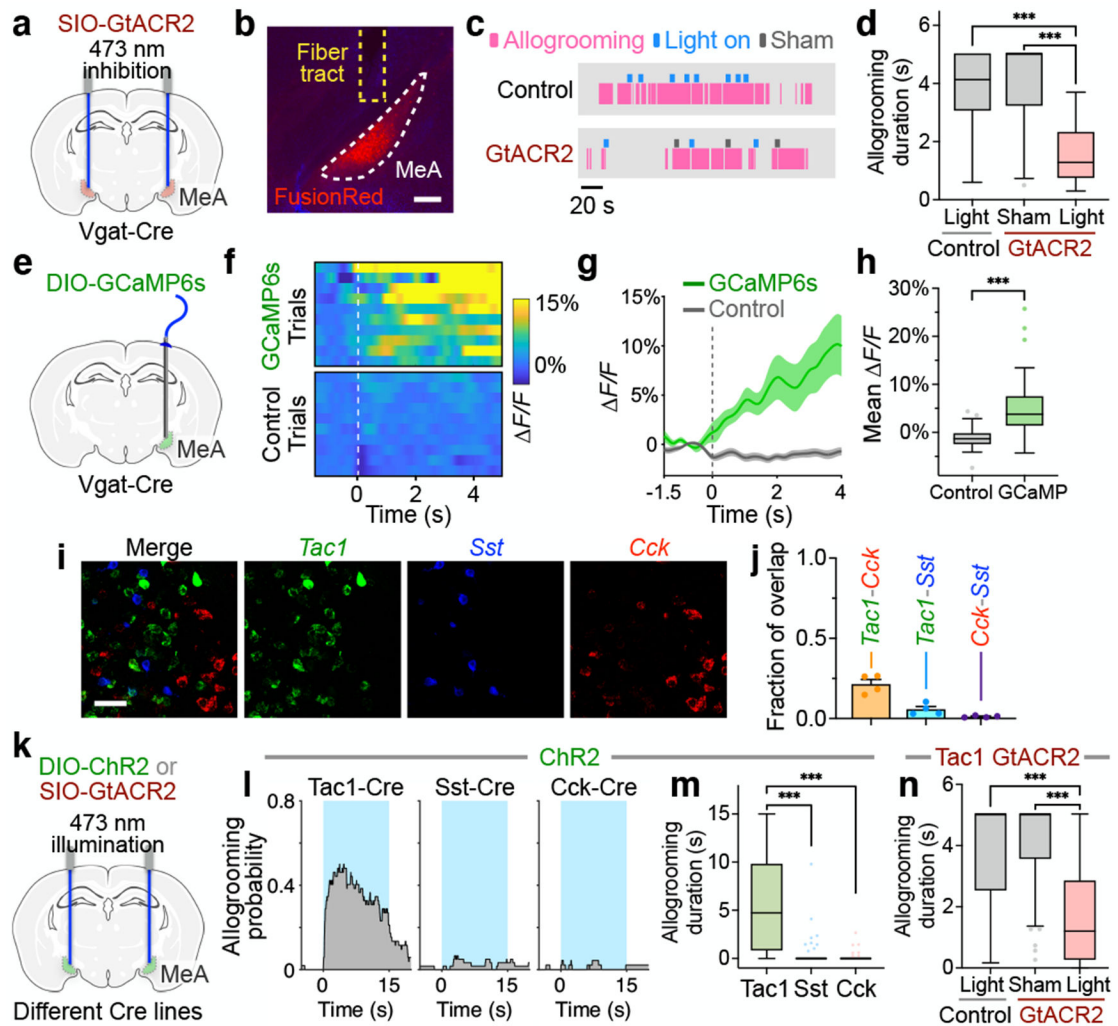 a
SIO-GtACR2
473 nm
inhibition
MeA
Vgat-Cre
b
Fiber
tract
MeA
FusionRed
c
Allogrooming Light on Sham
Control
GtACR2
20 s
d
***
***
Allogrooming
duration (s)
6
4
2
0
Light Sham Light
Control GtACR2
e
DIO-GCaMP6s
MeA
Vgat-Cre
f
GCaMP6s
Trials
Control
Trials
15%
0%
ΔF/F
0 2 4
Time (s)
g
GCaMP6s
Control
15%
10%
5%
0
ΔF/F
-1.5 0 2 4
Time (s)
h
***
30%
20%
10%
0%
Mean ΔF/F
Control GCaMP
i
Merge Tac1 Sst Cck
j
Fraction of overlap
1.0
0.5
0.0
Tac1-Cck
Tac1-Sst
Cck-Sst
k
DIO-ChR2 or
SIO-GtACR2
473 nm
illumination
MeA
Different Cre lines
ChR2
l
Tac1-Cre Sst-Cre Cck-Cre
Allogrooming
probability
0.8
0.4
0
0 15 0 15 0 15
Time (s) Time (s) Time (s)
m
***
***
Allogrooming
duration (s)
15
10
5
0
Tac1 Sst Cck
Tac1 GtACR2
n
***
***
Allogrooming
duration (s)
6
4
2
0
Light Sham Light
Control GtACR2